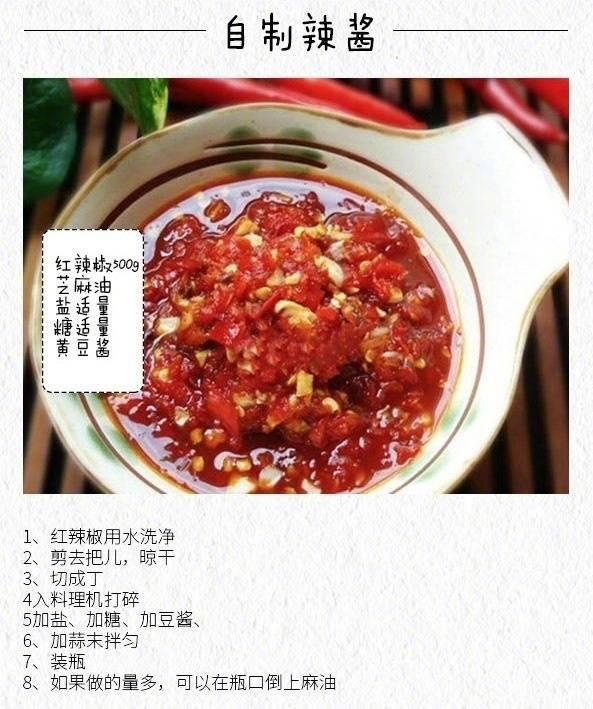 自制辣酱
红辣椒500g
芝麻油
盐适量
糖适量
黄豆酱
1、红辣椒用水洗净
2、剪去把儿，晾干
3、切成丁
4入料理机打碎
5加盐、加糖、加豆酱、
6、加蒜末拌匀
7、装瓶
8、如果做的量多，可以在瓶口倒上麻油